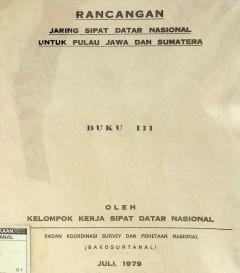 RANCANGAN
JARING SIPAT DATAR NASIONAL
UNTUK PULAU JAWA DAN SUMATERA
BUKU III
OLEH
KELOMPOK KERJA SIPAT DATAR NASIONAL
BADAN KOORDINASI SURVEY DAN PEMETAAN NASIONAL
(BAKOSURTANAL)
JULI, 1979